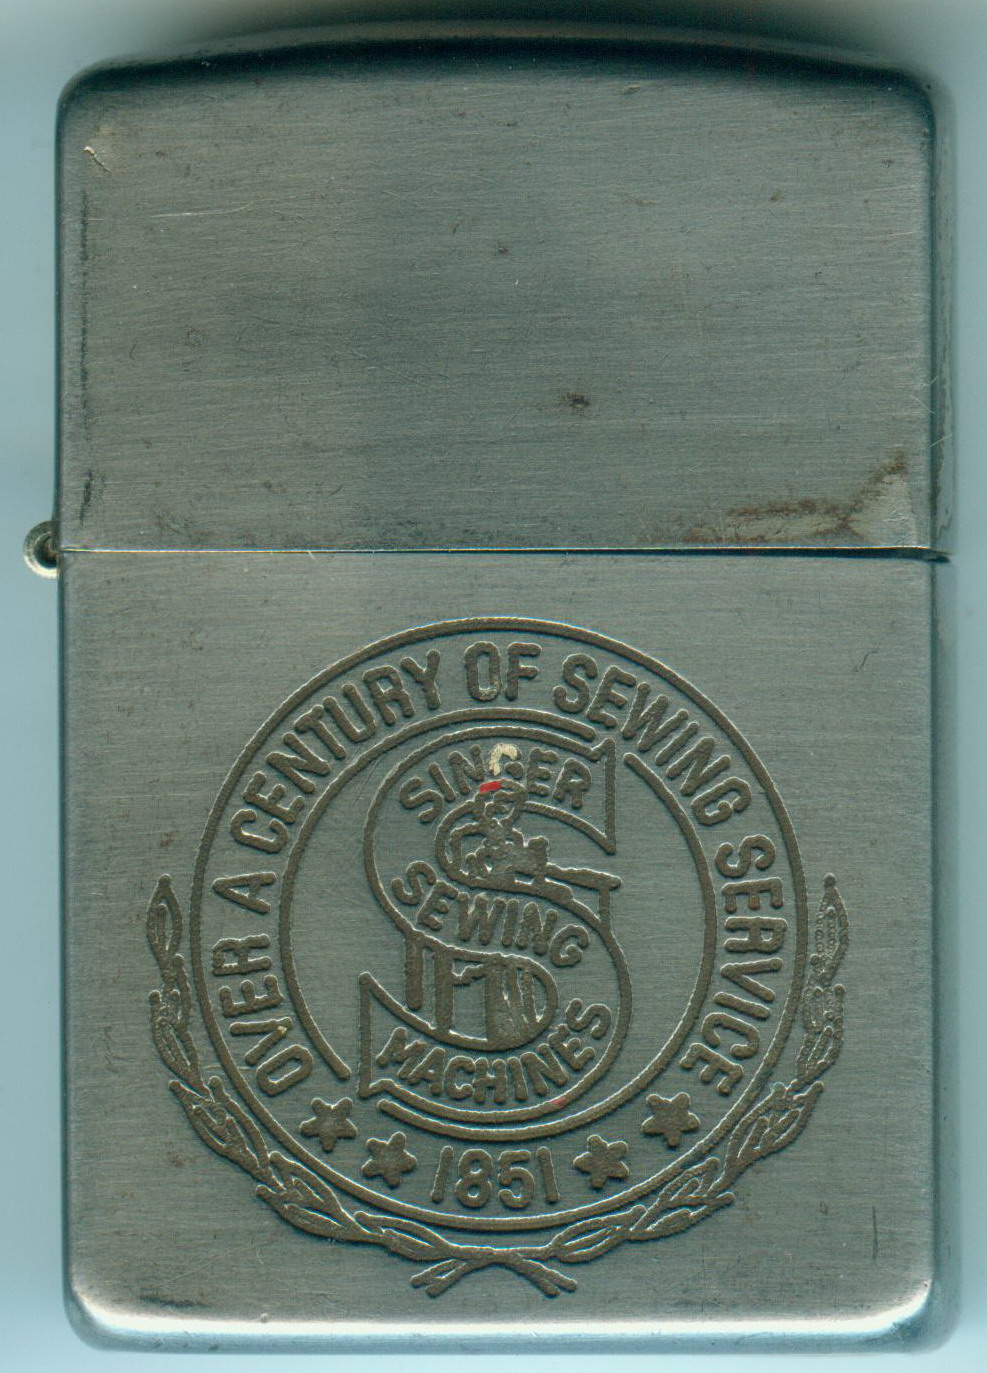 OVER A CENTURY OF SEWING SERVICE
SINGER
SEWING
MACHINES
1851